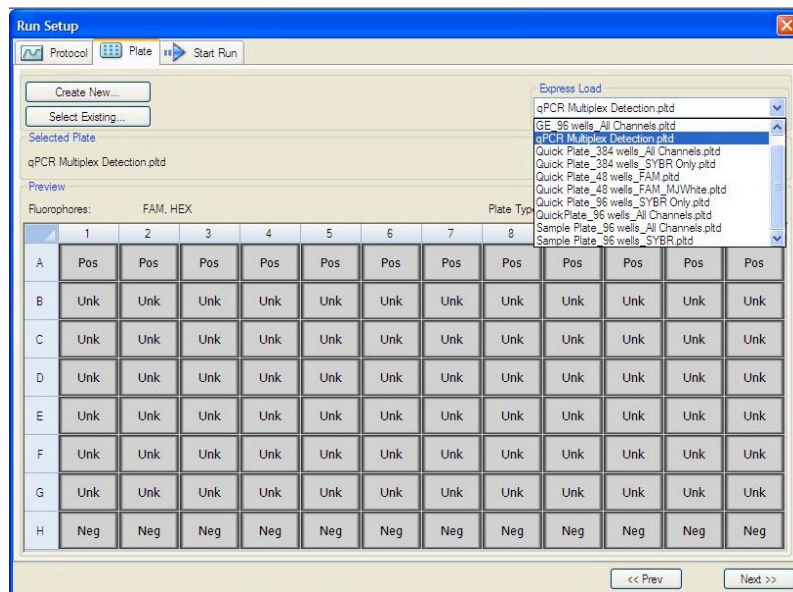 Run Setup
Protocol Plate Start Run
Create New...
Select Existing...
Express Load
qPCR Multiplex Detection.pltd
GE_96 wells_All Channels.pltd
qPCR Multiplex Detection.pltd
Quick Plate_384 wells_All Channels.pltd
Quick Plate_384 wells_SYBR Only.pltd
Quick Plate_48 wells_FAM.pltd
Quick Plate_48 wells_FAM_MJWhite.pltd
Quick Plate_96 wells_SYBR Only.pltd
QuickPlate_96 wells_All Channels.pltd
Sample Plate_96 wells_All Channels.pltd
Sample Plate_96 wells_SYBR.pltd
Selected Plate
qPCR Multiplex Detection.pltd
Preview
Fluorophores: FAM, HEX Plate Typ
1 2 3 4 5 6 7 8
A Pos Pos Pos Pos Pos Pos Pos Pos Pos Pos Pos
B Unk Unk Unk Unk Unk Unk Unk Unk Unk Unk Unk
C Unk Unk Unk Unk Unk Unk Unk Unk Unk Unk Unk
D Unk Unk Unk Unk Unk Unk Unk Unk Unk Unk Unk
E Unk Unk Unk Unk Unk Unk Unk Unk Unk Unk Unk
F Unk Unk Unk Unk Unk Unk Unk Unk Unk Unk Unk
G Unk Unk Unk Unk Unk Unk Unk Unk Unk Unk Unk
H Neg Neg Neg Neg Neg Neg Neg Neg Neg Neg Neg
<< Prev Next >>